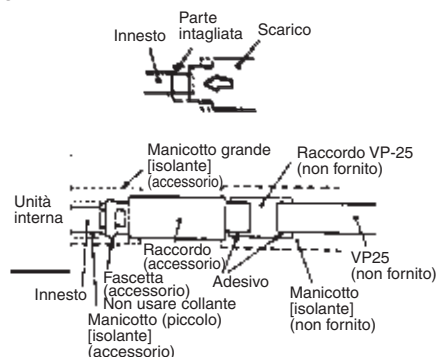 Parte
intagliata
Innesto
Scarico
Manicotto grande
[isolante]
(accessorio)
Raccordo VP-25
(non fornito)
Unità
interna
Raccordo
(accessorio)
Adesivo
VP25
(non fornito)
Innesto
Fascetta
(accessorio)
Non usare collante
Manicotto (piccolo)
[isolante]
(accessorio)
Manicotto
[isolante]
(non fornito)